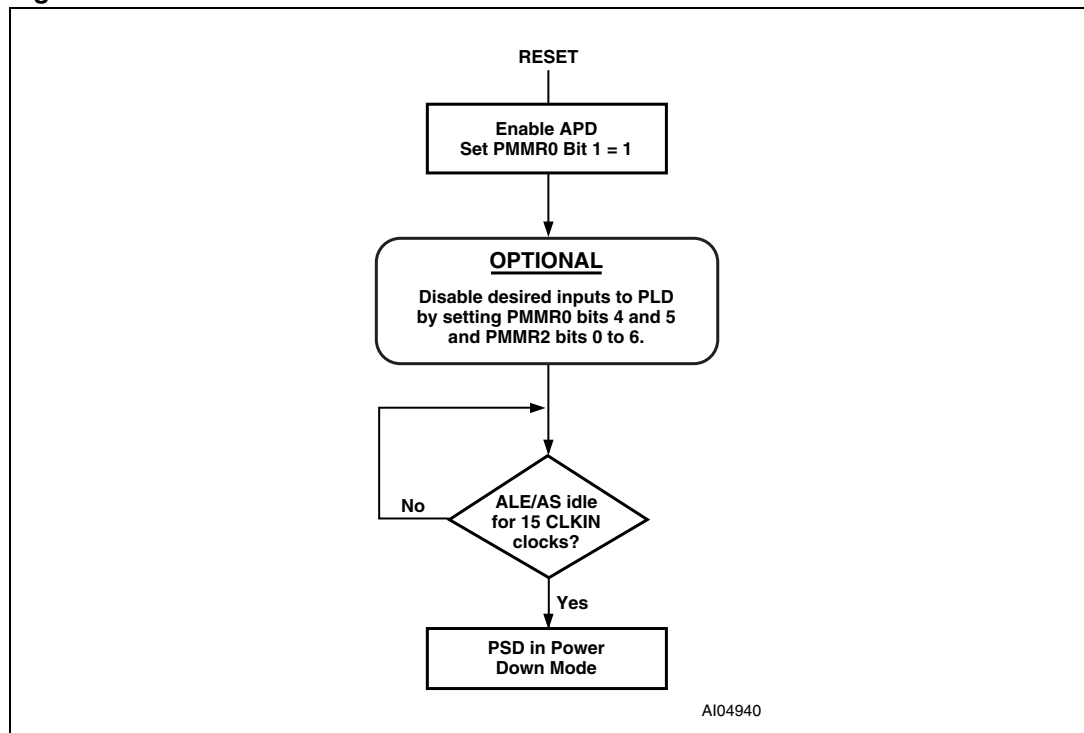 RESET
Enable APD
Set PMMR0 Bit 1 = 1
OPTIONAL
Disable desired inputs to PLD
by setting PMMR0 bits 4 and 5
and PMMR2 bits 0 to 6.
No
ALE/AS idle
for 15 CLKIN
clocks?
Yes
PSD in Power
Down Mode
AI04940